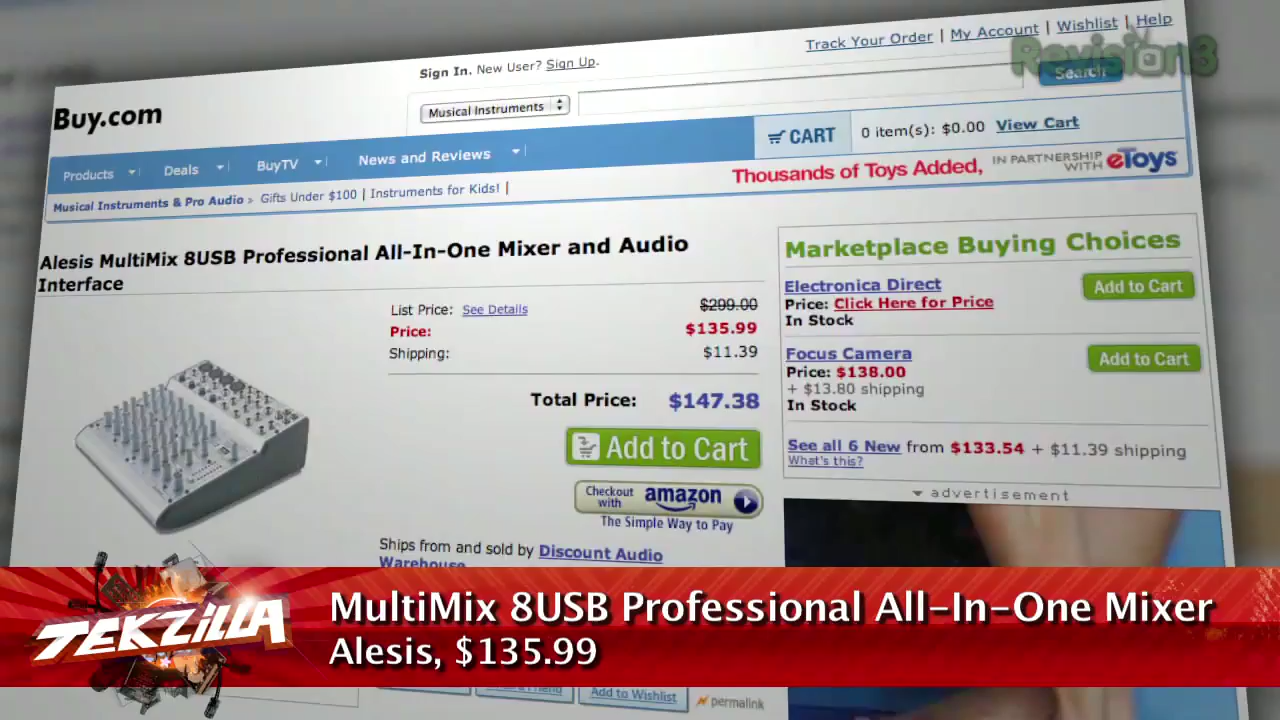 Track Your Order | My Account | Wishlist | Help
Revision3
Sign In. New User? Sign Up.
Buy.com
Musical Instruments
Search
CART 0 item(s): $0.00 View Cart
Products Deals BuyTV News and Reviews
Thousands of Toys Added, IN PARTNERSHIP WITH eToys
Musical Instruments & Pro Audio > Gifts Under $100 | Instruments for Kids! |
Alesis MultiMix 8USB Professional All-In-One Mixer and Audio
Interface
List Price: See Details $299.00
Price: $135.99
Shipping: $11.39
Total Price: $147.38
Add to Cart
Checkout with amazon
The Simple Way to Pay
Ships from and sold by Discount Audio
Warehouse
Marketplace Buying Choices
Electronica Direct
Add to Cart
Price: Click Here for Price
In Stock
Focus Camera
Add to Cart
Price: $138.00
+ $13.80 shipping
In Stock
See all 6 New from $133.54 + $11.39 shipping
What's this?
advertisement
TEKZILLA
MultiMix 8USB Professional All-In-One Mixer
Alesis, $135.99
Add to Wishlist
permalink